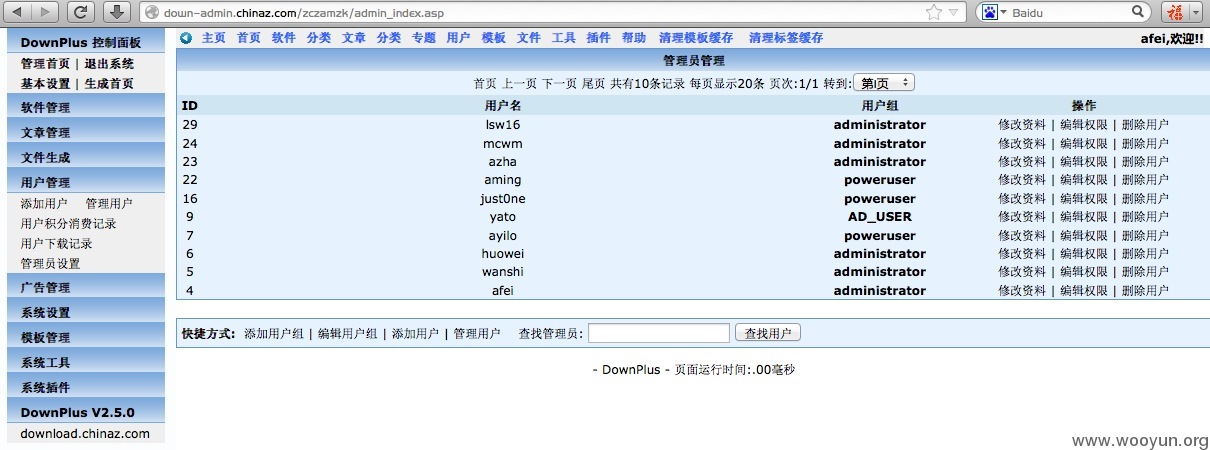 down-admin.chinaz.com/zczamzk/admin_index.asp
Baidu
福
DownPlus 控制面板
管理首页 | 退出系统
基本设置 | 生成首页
软件管理
文章管理
文件生成
用户管理
添加用户 管理用户
用户积分消费记录
用户下载记录
管理员设置
广告管理
系统设置
模板管理
系统工具
系统插件
DownPlus V2.5.0
download.chinaz.com
主页 首页 软件 分类 文章 分类 专题 用户 模板 文件 工具 插件 帮助 清理模板缓存 清理标签缓存
afei,欢迎!!
管理员管理
首页 上一页 下一页 尾页 共有10条记录 每页显示20条 页次:1/1 转到: 第1页
ID 用户名 用户组 操作
29 lsw16 administrator 修改资料 | 编辑权限 | 删除用户
24 mcwm administrator 修改资料 | 编辑权限 | 删除用户
23 azha administrator 修改资料 | 编辑权限 | 删除用户
22 aming poweruser 修改资料 | 编辑权限 | 删除用户
16 just0ne poweruser 修改资料 | 编辑权限 | 删除用户
9 yato AD_USER 修改资料 | 编辑权限 | 删除用户
7 ayilo poweruser 修改资料 | 编辑权限 | 删除用户
6 huowei administrator 修改资料 | 编辑权限 | 删除用户
5 wanshi administrator 修改资料 | 编辑权限 | 删除用户
4 afei administrator 修改资料 | 编辑权限 | 删除用户
快捷方式: 添加用户组 | 编辑用户组 | 添加用户 | 管理用户 查找管理员: 查找用户
- DownPlus - 页面运行时间:.00毫秒
www.wooyun.org